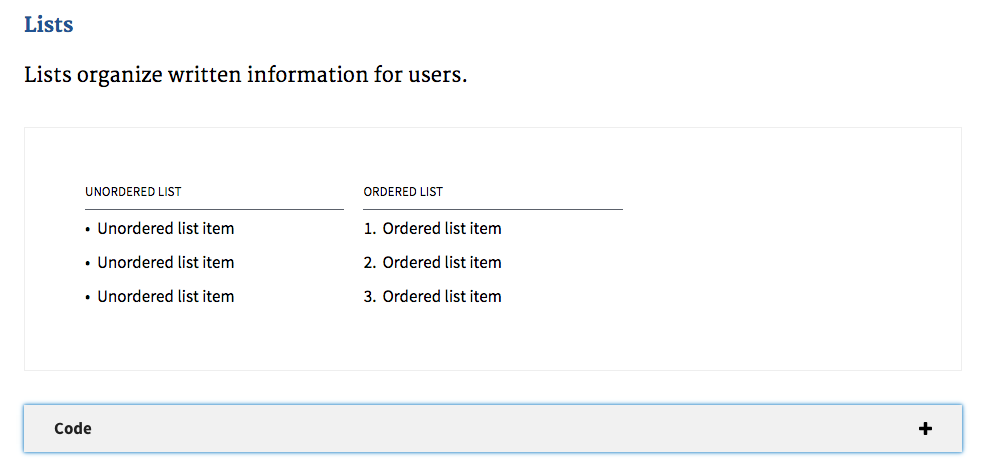 Lists
Lists organize written information for users.
UNORDERED LIST
• Unordered list item
• Unordered list item
• Unordered list item
ORDERED LIST
1. Ordered list item
2. Ordered list item
3. Ordered list item
Code +